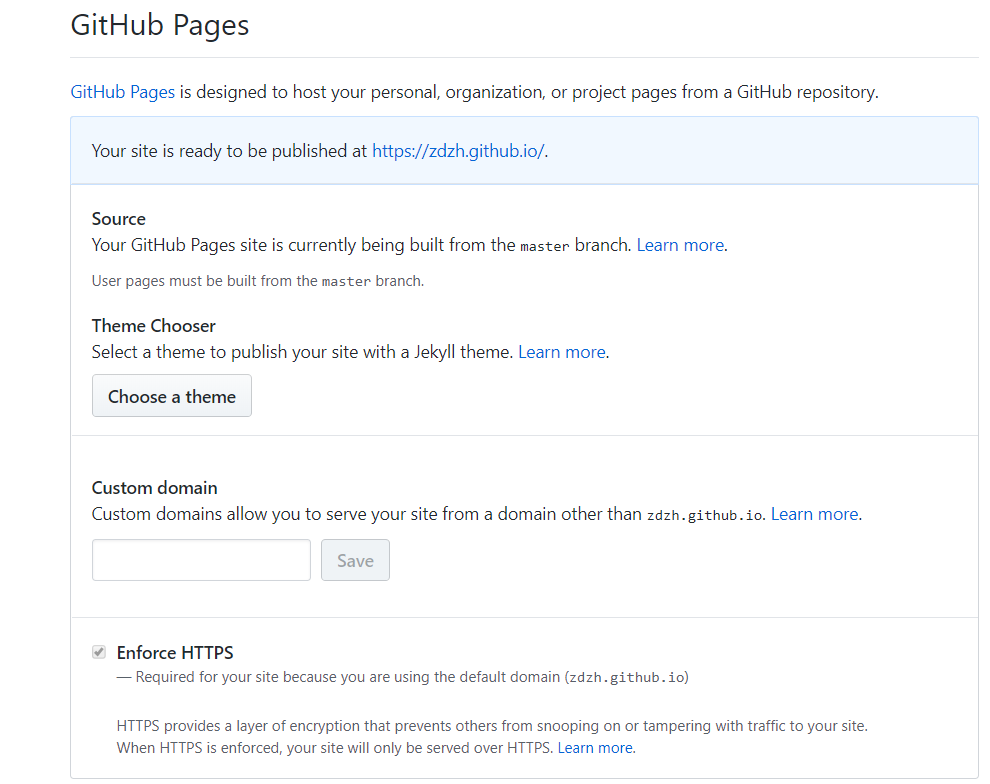 GitHub Pages
GitHub Pages is designed to host your personal, organization, or project pages from a GitHub repository.
Your site is ready to be published at https://zdzh.github.io/.
Source
Your GitHub Pages site is currently being built from the master branch. Learn more.
User pages must be built from the master branch.
Theme Chooser
Select a theme to publish your site with a Jekyll theme. Learn more.
Choose a theme
Custom domain
Custom domains allow you to serve your site from a domain other than zdzh.github.io. Learn more.
Save
Enforce HTTPS
— Required for your site because you are using the default domain (zdzh.github.io)
HTTPS provides a layer of encryption that prevents others from snooping on or tampering with traffic to your site.
When HTTPS is enforced, your site will only be served over HTTPS. Learn more.